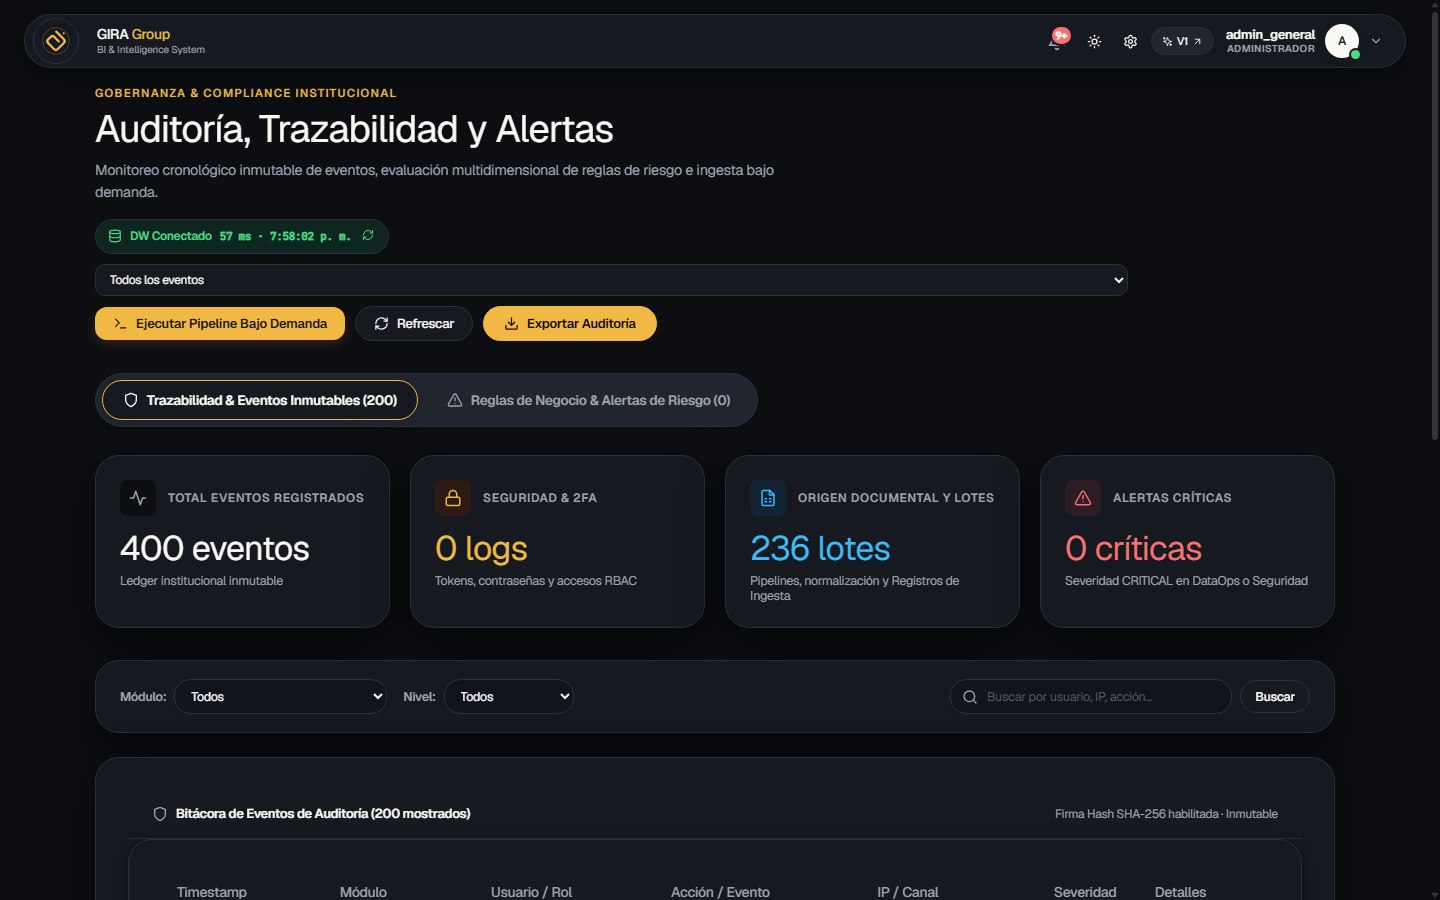 GIRA Group
BI & Intelligence System
9+
V1
admin_general
ADMINISTRADOR
A
GOBERNANZA & COMPLIANCE INSTITUCIONAL
Auditoría, Trazabilidad y Alertas
Monitoreo cronológico inmutable de eventos, evaluación multidimensional de reglas de riesgo e ingesta bajo
demanda.
DW Conectado 57 ms · 7:58:02 p. m.
Todos los eventos
Ejecutar Pipeline Bajo Demanda
Refrescar
Exportar Auditoría
Trazabilidad & Eventos Inmutables (200)
Reglas de Negocio & Alertas de Riesgo (0)
TOTAL EVENTOS REGISTRADOS
400 eventos
Ledger institucional inmutable
SEGURIDAD & 2FA
0 logs
Tokens, contraseñas y accesos RBAC
ORIGEN DOCUMENTAL Y LOTES
236 lotes
Pipelines, normalización y Registros de
Ingesta
ALERTAS CRÍTICAS
0 críticas
Severidad CRITICAL en DataOps o Seguridad
Módulo: Todos
Nivel: Todos
Buscar por usuario, IP, acción...
Buscar
Bitácora de Eventos de Auditoría (200 mostrados)
Firma Hash SHA-256 habilitada · Inmutable
Timestamp Módulo Usuario / Rol Acción / Evento IP / Canal Severidad Detalles